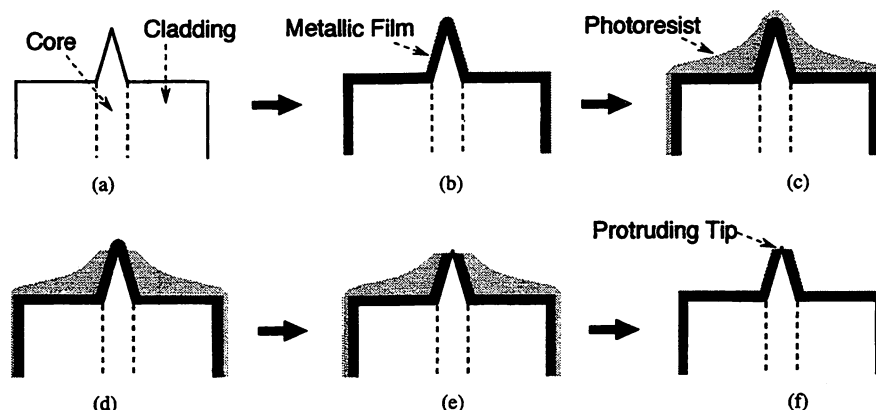 Core
Cladding
Metallic Film
Photoresist
(a)
(b)
(c)
Protruding Tip
(d)
(e)
(f)